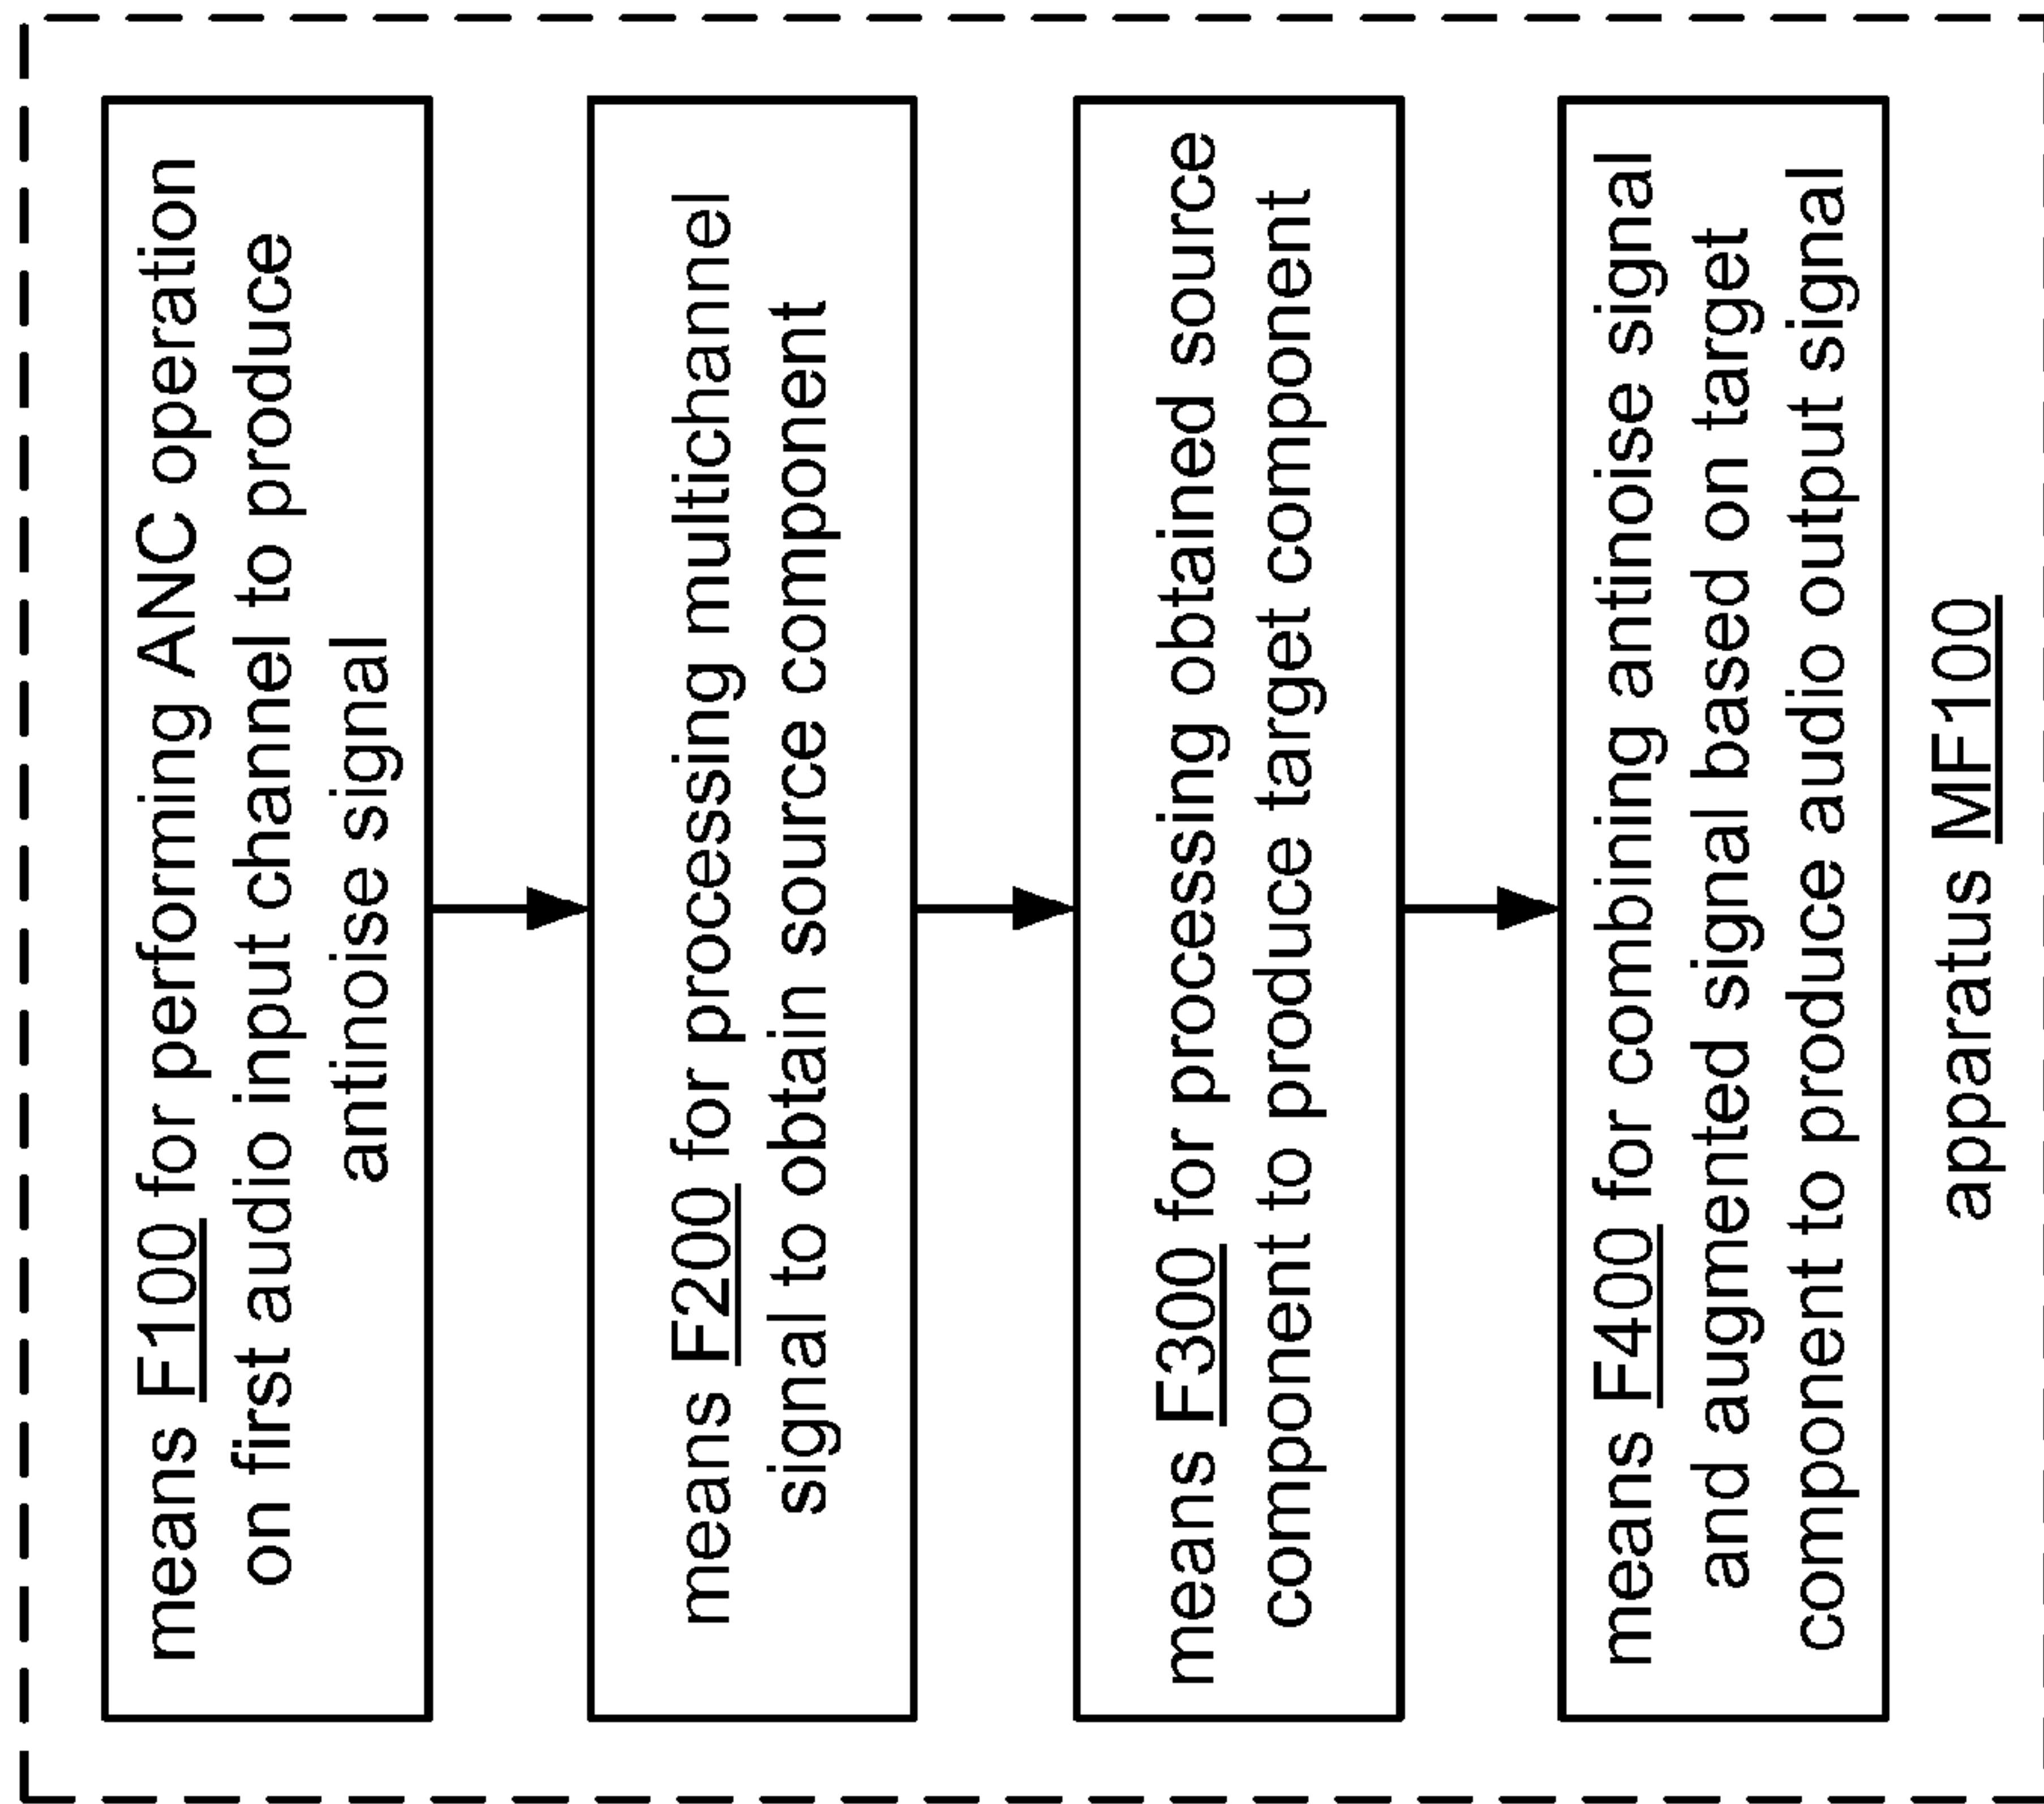 means F100 for performing ANC operation
on first audio input channel to produce
antinoise signal
means F200 for processing multichannel
signal to obtain source component
means F300 for processing obtained source
component to produce target component
means F400 for combining antinoise signal
and augmented signal based on target
component to produce audio output signal
apparatus MF100